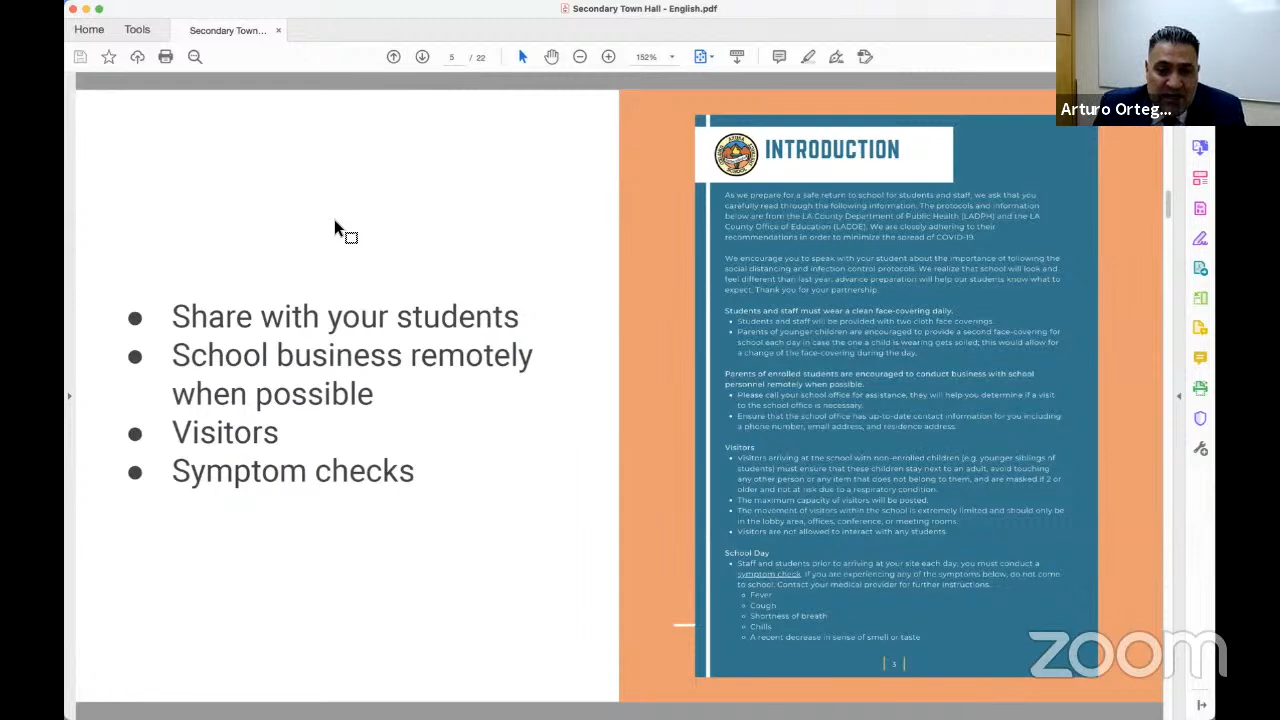 Secondary Town Hall - English.pdf
Home
Tools
Secondary Town...
×
5
/ 22
152%
Arturo Orteg...
INTRODUCTION
As we prepare for a safe return to school for students and staff, we ask that you
carefully read through the following information. The protocols and information
below are from the LA County Department of Public Health (LADPH) and the LA
County Office of Education (LACOE). We are closely adhering to their
recommendations in order to minimize the spread of COVID-19.
We encourage you to speak with your student about the importance of following the
social distancing and infection control protocols. We realize that school will look and
feel different than last year; advance preparation will help our students know what to
expect. Thank you for your partnership.
Students and staff must wear a clean face-covering daily.
• Students and staff will be provided with two cloth face coverings.
• Parents of younger children are encouraged to provide a second face-covering for
school each day in case the one a child is wearing gets soiled; this would allow for
a change of the face-covering during the day.
Parents of enrolled students are encouraged to conduct business with school
personnel remotely when possible.
• Please call your school office for assistance, they will help you determine if a visit
to the school office is necessary.
• Ensure that the school office has up-to-date contact information for you including
a phone number, email address, and residence address.
Visitors
• Visitors arriving at the school with non-enrolled children (e.g. younger siblings of
students) must ensure that these children stay next to an adult, avoid touching
any other person or any item that does not belong to them, and are masked if 2 or
older and not at risk due to a respiratory condition.
• The maximum capacity of visitors will be posted.
• The movement of visitors within the school is extremely limited and should only be
in the lobby area, offices, conference, or meeting rooms.
• Visitors are not allowed to interact with any students.
School Day
• Staff and students prior to arriving at your site each day, you must conduct a
symptom check. If you are experiencing any of the symptoms below, do not come
to school. Contact your medical provider for further instructions.
Fever
Cough
Shortness of breath
Chills
A recent decrease in sense of smell or taste
3
● Share with your students
● School business remotely
when possible
● Visitors
● Symptom checks
zoom